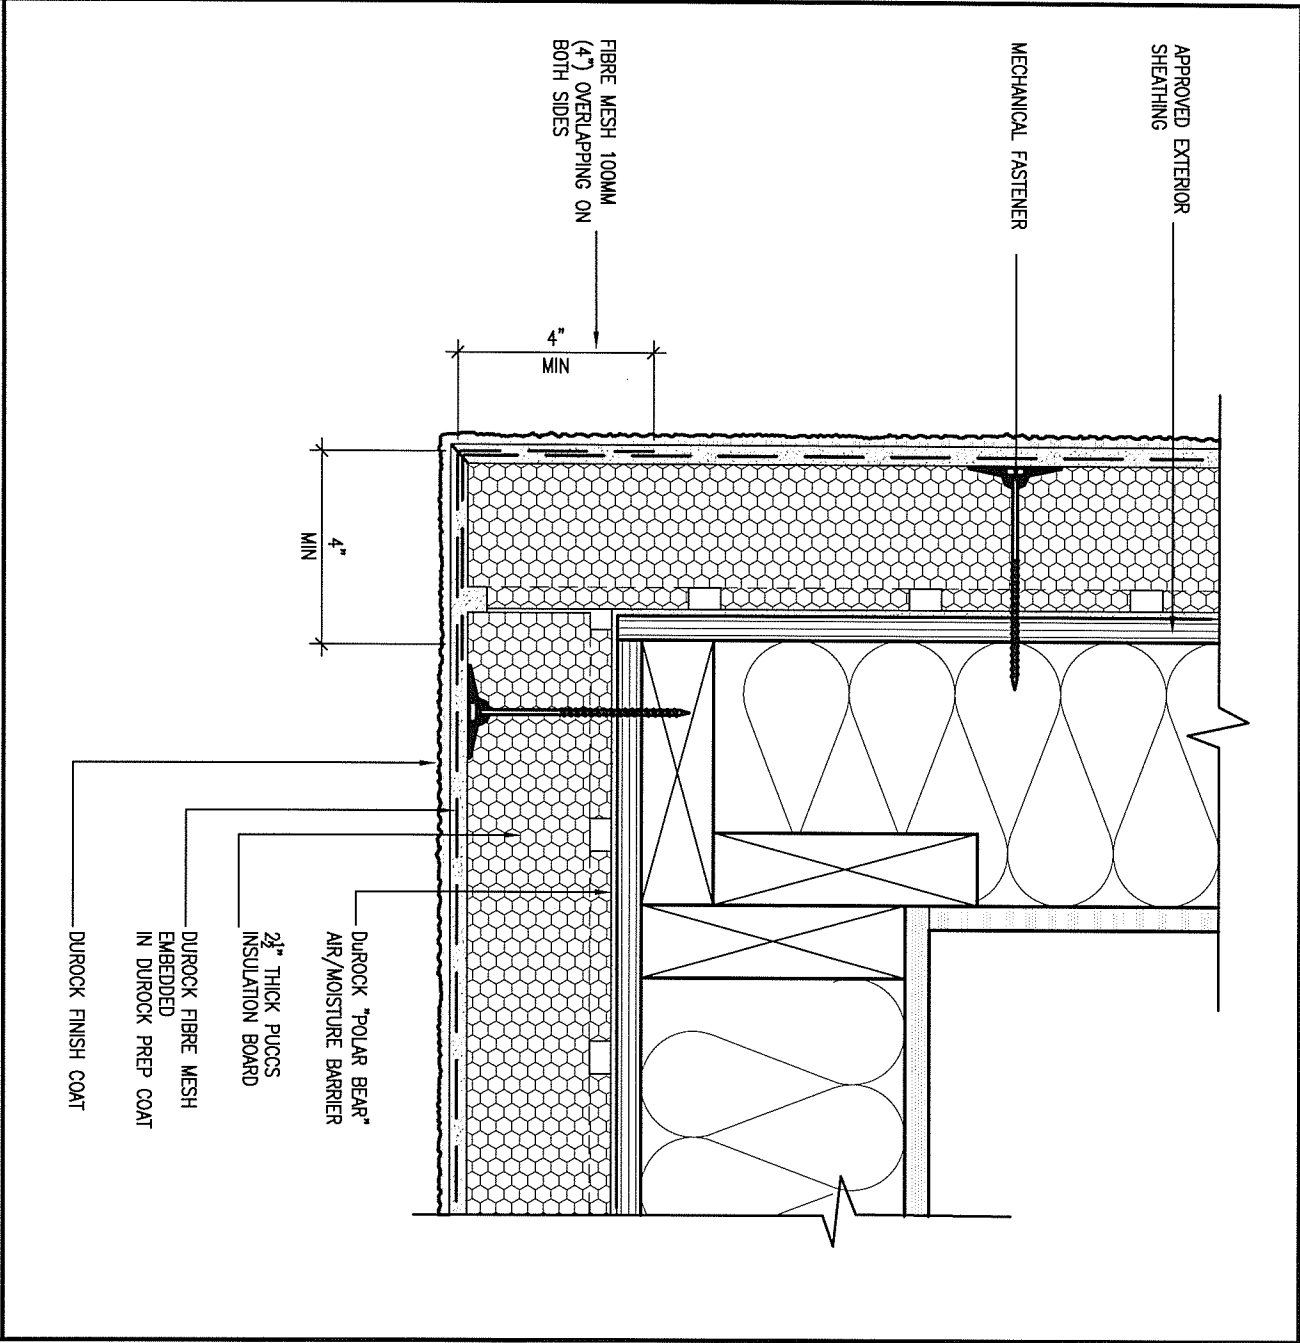 APPROVED EXTERIOR
SHEATHING
MECHANICAL FASTENER
FIBRE MESH 100MM
(4") OVERLAPPING ON
BOTH SIDES
4"
MIN
4"
MIN
DuROCK "POLAR BEAR"
AIR/MOISTURE BARRIER
2½" THICK PUCCS
INSULATION BOARD
DUROCK FIBRE MESH
EMBEDDED
IN DUROCK PREP COAT
DUROCK FINISH COAT